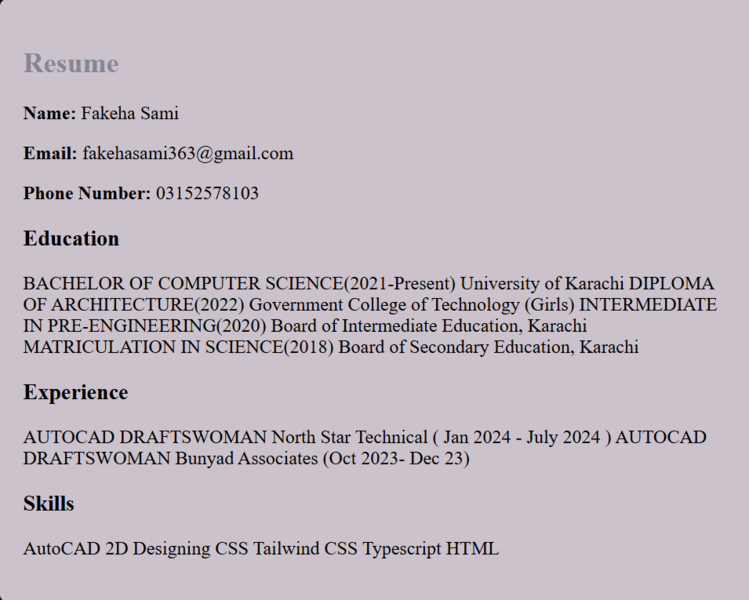 Resume
Name: Fakeha Sami
Email: fakehasami363@gmail.com
Phone Number: 03152578103
Education
BACHELOR OF COMPUTER SCIENCE(2021-Present) University of Karachi DIPLOMA
OF ARCHITECTURE(2022) Government College of Technology (Girls) INTERMEDIATE
IN PRE-ENGINEERING(2020) Board of Intermediate Education, Karachi
MATRICULATION IN SCIENCE(2018) Board of Secondary Education, Karachi
Experience
AUTOCAD DRAFTSWOMAN North Star Technical ( Jan 2024 - July 2024 ) AUTOCAD
DRAFTSWOMAN Bunyad Associates (Oct 2023- Dec 23)
Skills
AutoCAD 2D Designing CSS Tailwind CSS Typescript HTML